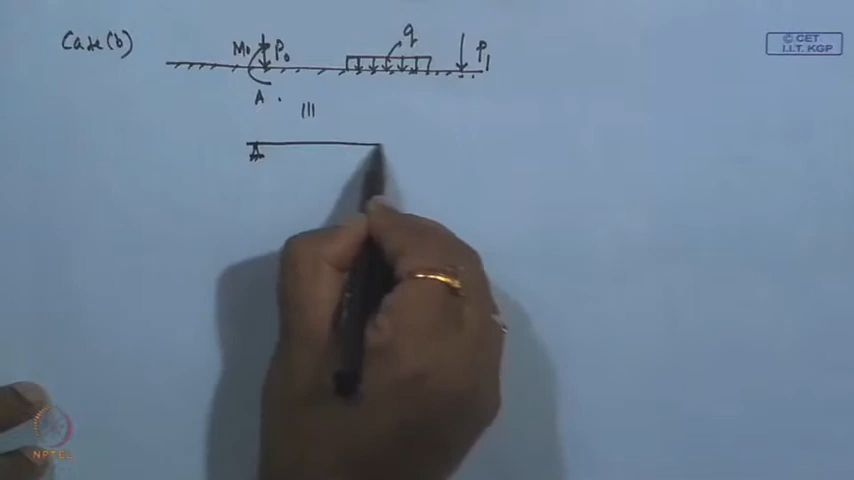 Case (b)
M₀ P₀ q P₁
A
© CET
I.I.T. KGP
NPTEL